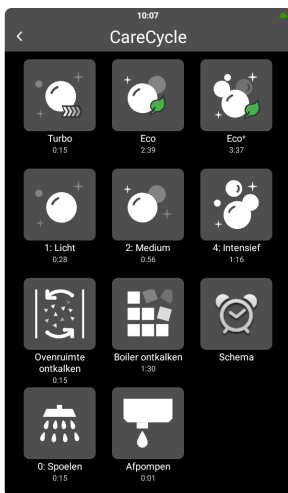 10:07
CareCycle
Turbo
0:15
Eco
2:39
Eco*
3:37
1: Licht
0:28
2: Medium
0:56
4: Intensief
1:16
Ovenruimte
ontkalken
0:15
Boiler ontkalken
1:30
Schema
0: Spoelen
0:15
Afpompen
0:01